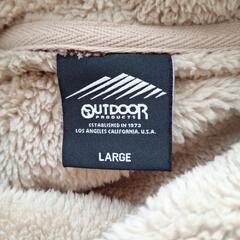 OUTDOOR
PRODUCTS
ESTABLISHED IN 1973
LOS ANGELES CALIFORNIA. U.S.A.
LARGE